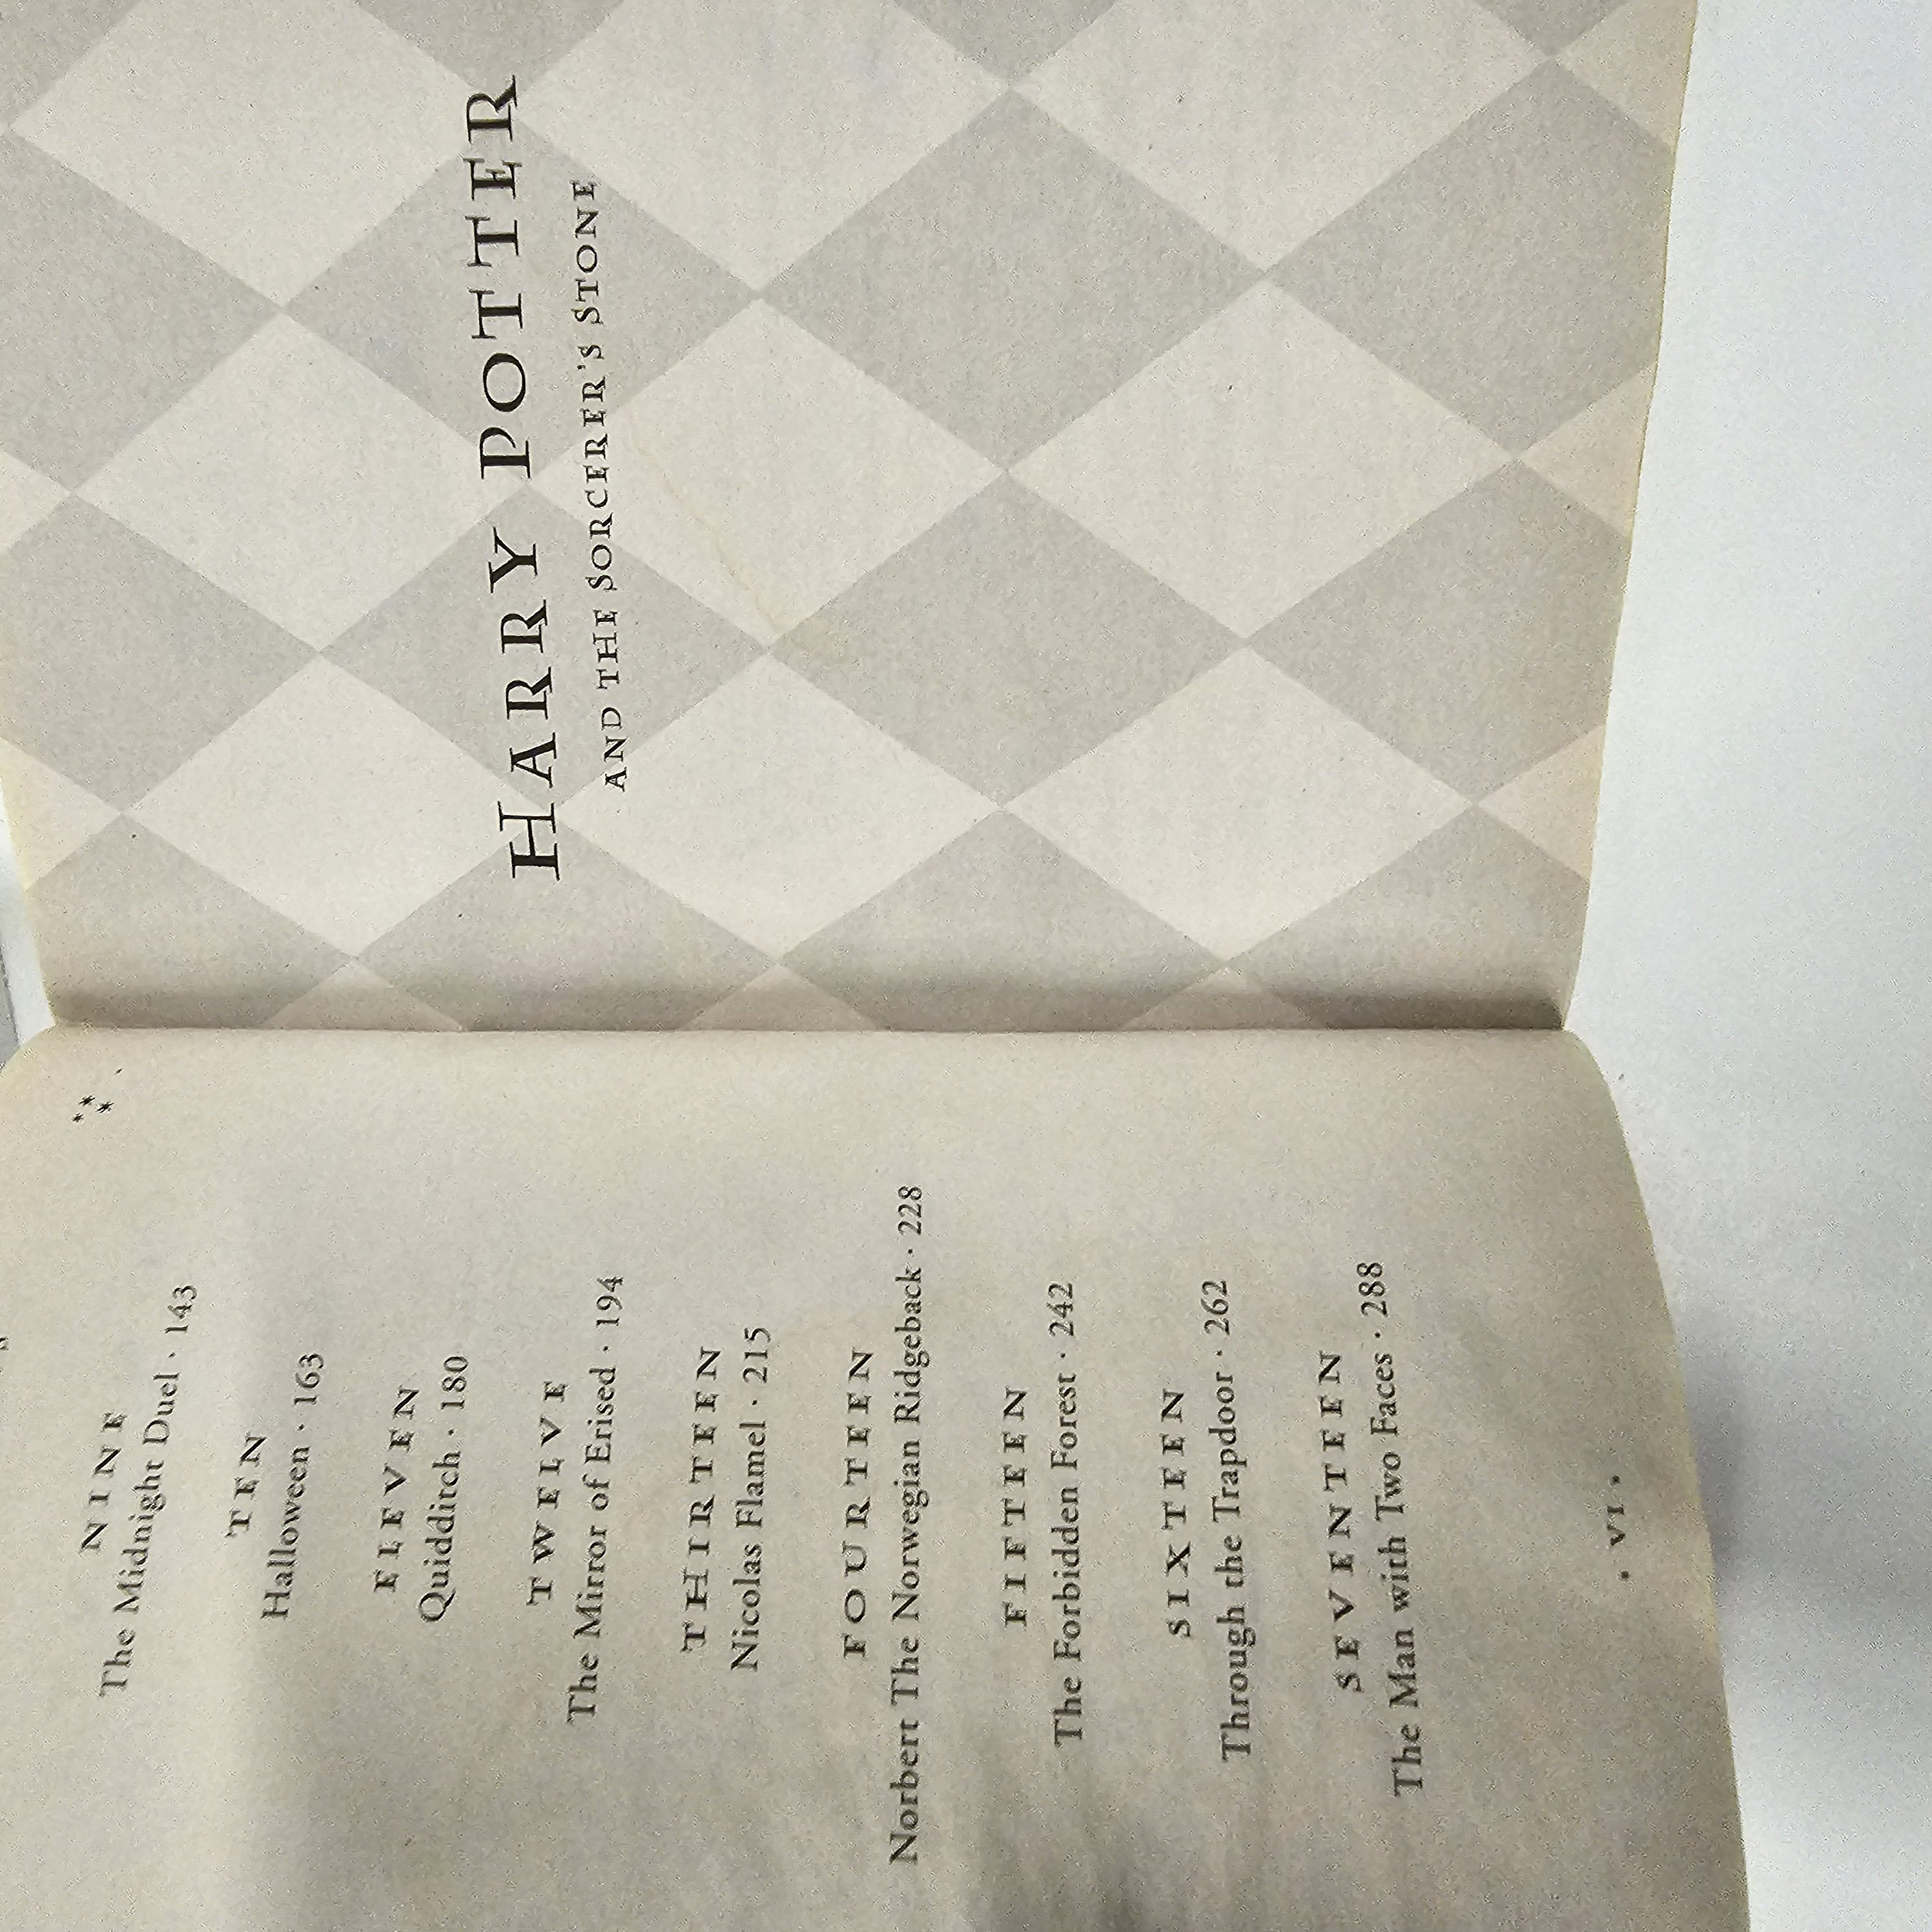 NINE
The Midnight Duel · 143
TEN
Halloween · 163
ELEVEN
Quidditch · 180
TWELVE
The Mirror of Erised · 194
THIRTEEN
Nicolas Flamel · 215
FOURTEEN
Norbert The Norwegian Ridgeback · 228
FIFTEEN
The Forbidden Forest · 242
SIXTEEN
Through the Trapdoor · 262
SEVENTEEN
The Man with Two Faces · 288
· VI ·
HARRY POTTER
AND THE SORCERER'S STONE